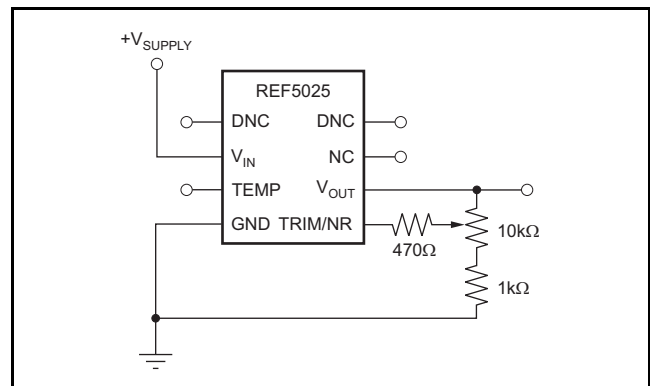 +VSUPPLY
REF5025
DNC DNC
VIN NC
TEMP VOUT
GND TRIM/NR
10kΩ
470Ω
1kΩ